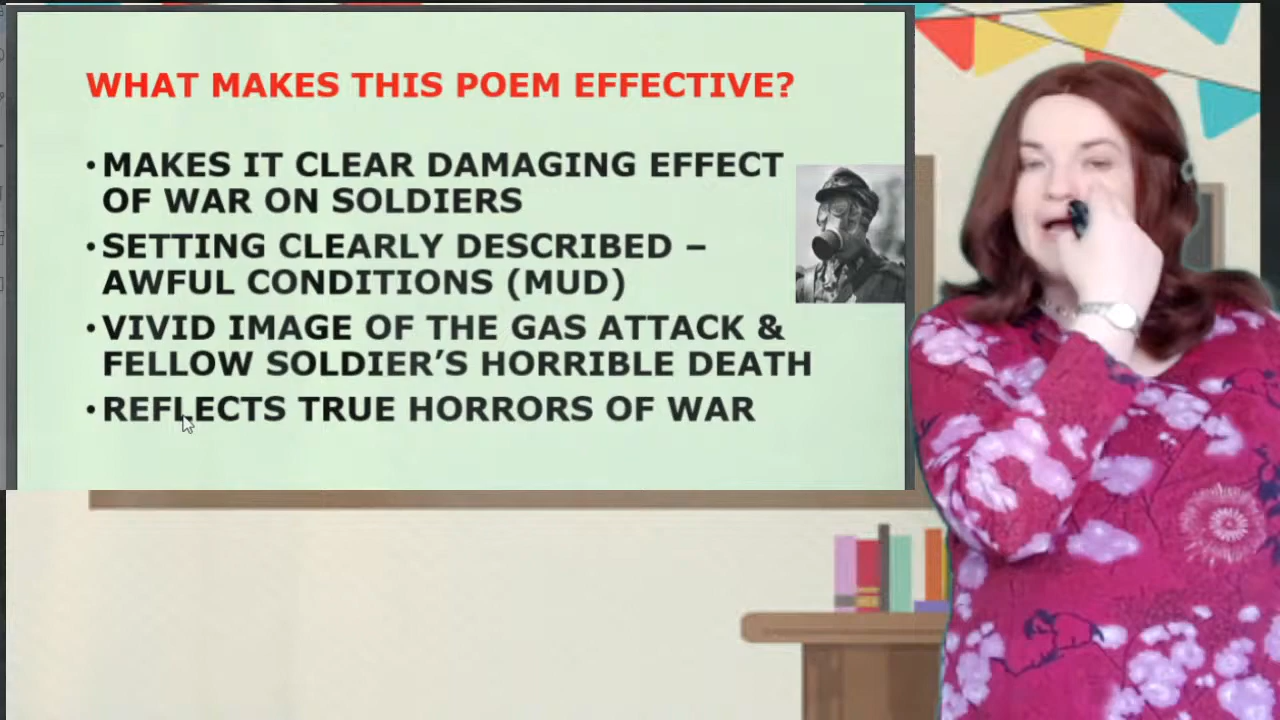 WHAT MAKES THIS POEM EFFECTIVE?
• MAKES IT CLEAR DAMAGING EFFECT
OF WAR ON SOLDIERS
• SETTING CLEARLY DESCRIBED –
AWFUL CONDITIONS (MUD)
• VIVID IMAGE OF THE GAS ATTACK &
FELLOW SOLDIER’S HORRIBLE DEATH
• REFLECTS TRUE HORRORS OF WAR